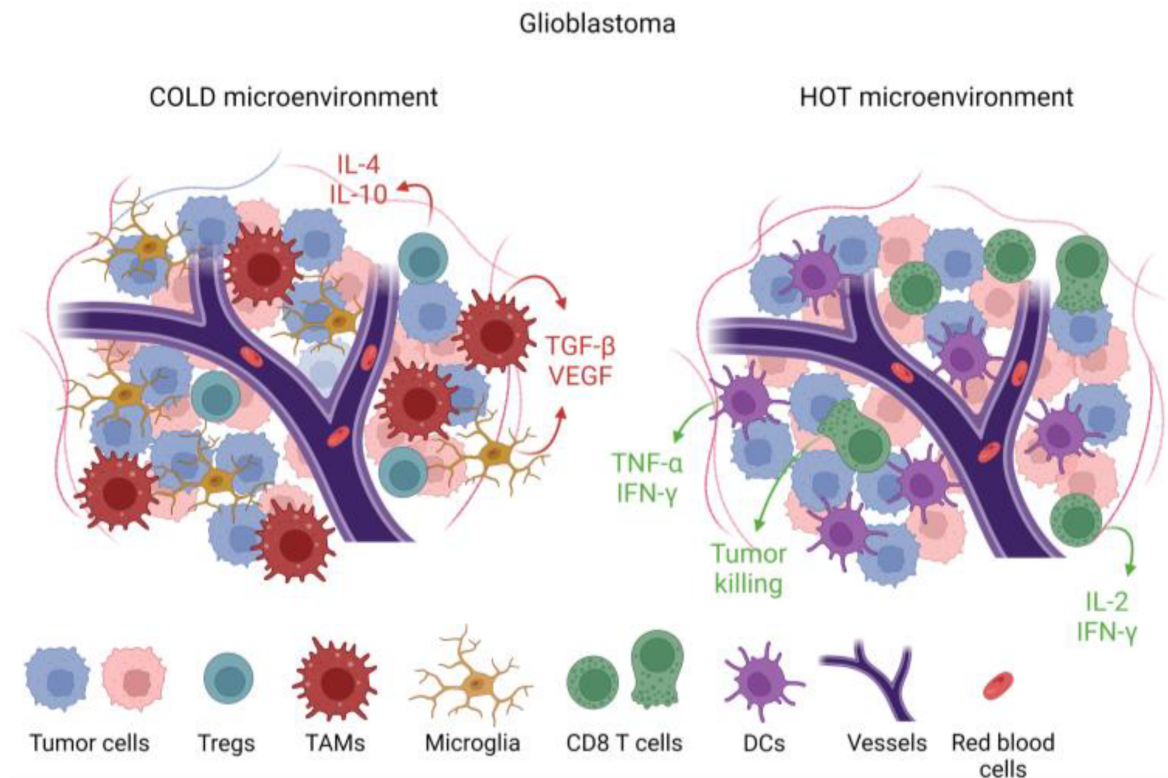 Glioblastoma
COLD microenvironment
HOT microenvironment
IL-4
IL-10
TGF-β
VEGF
TNF-α
IFN-γ
Tumor
killing
IL-2
IFN-γ
Tumor cells
Tregs
TAMs
Microglia
CD8 T cells
DCs
Vessels
Red blood
cells